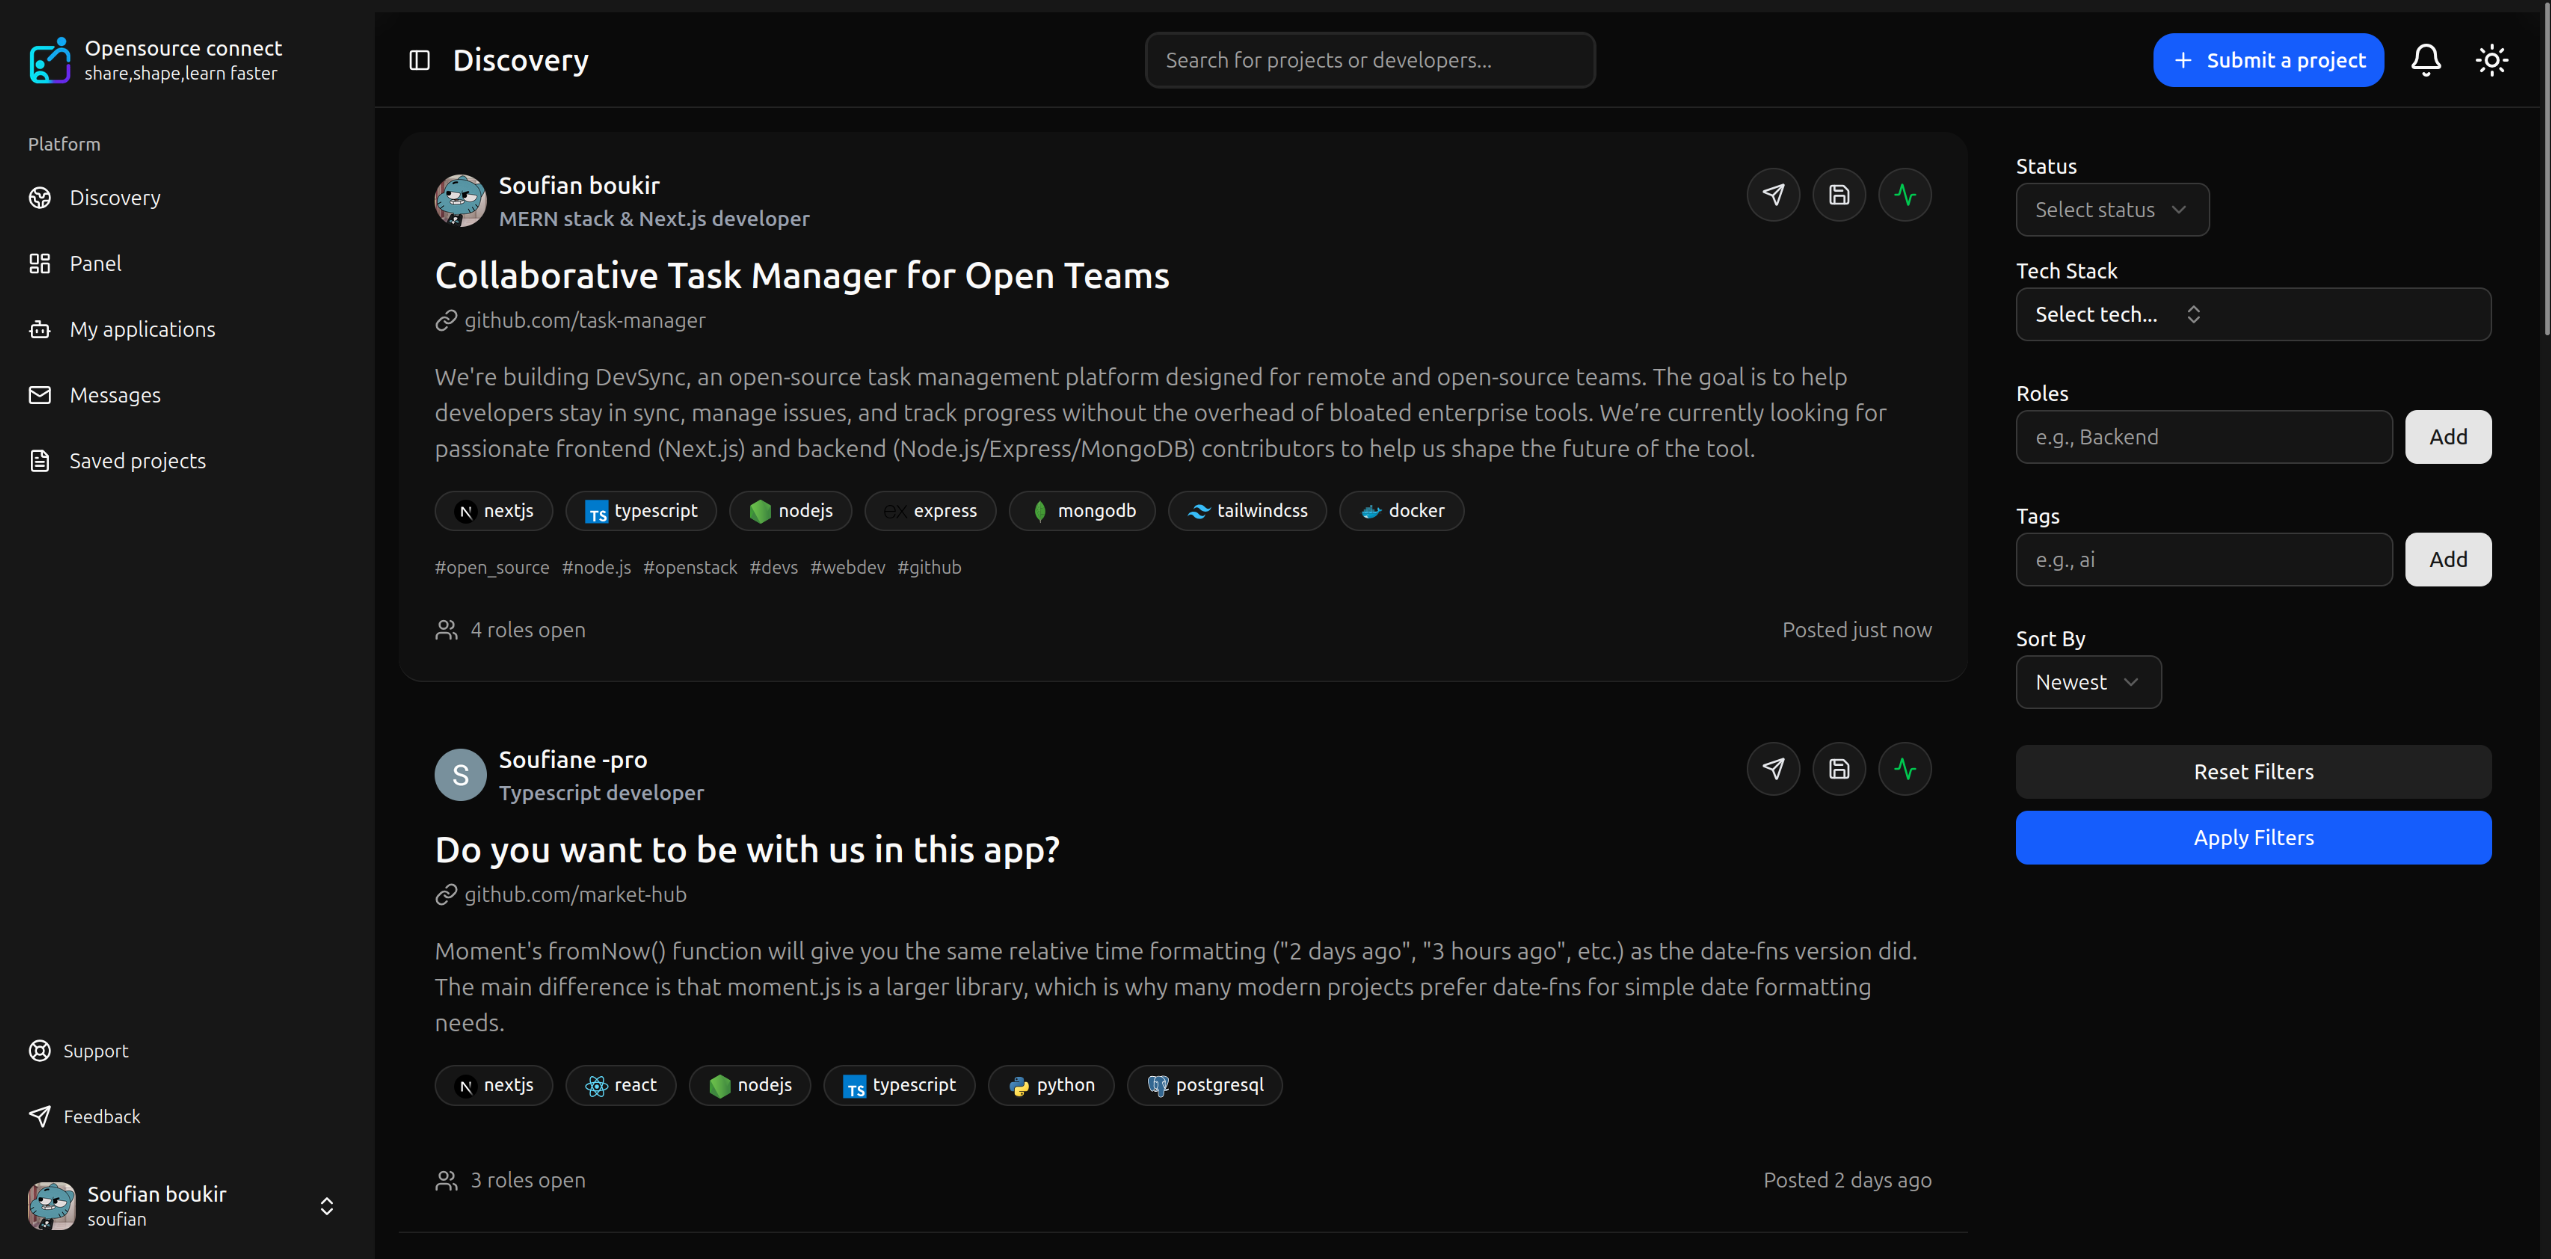 Opensource connect
share,shape,learn faster
Platform
Discovery
Panel
My applications
Messages
Saved projects
Support
Feedback
Soufian boukir
soufian
Discovery
Search for projects or developers...
+ Submit a project
Soufian boukir
MERN stack & Next.js developer
Collaborative Task Manager for Open Teams
github.com/task-manager
We're building DevSync, an open-source task management platform designed for remote and open-source teams. The goal is to help
developers stay in sync, manage issues, and track progress without the overhead of bloated enterprise tools. We’re currently looking for
passionate frontend (Next.js) and backend (Node.js/Express/MongoDB) contributors to help us shape the future of the tool.
N nextjs TS typescript nodejs ex express mongodb tailwindcss docker
#open_source #node.js #openstack #devs #webdev #github
4 roles open
Posted just now
S
Soufiane -pro
Typescript developer
Do you want to be with us in this app?
github.com/market-hub
Moment's fromNow() function will give you the same relative time formatting ("2 days ago", "3 hours ago", etc.) as the date-fns version did.
The main difference is that moment.js is a larger library, which is why many modern projects prefer date-fns for simple date formatting
needs.
N nextjs react nodejs TS typescript python postgresql
3 roles open
Posted 2 days ago
Status
Select status
Tech Stack
Select tech...
Roles
e.g., Backend
Add
Tags
e.g., ai
Add
Sort By
Newest
Reset Filters
Apply Filters